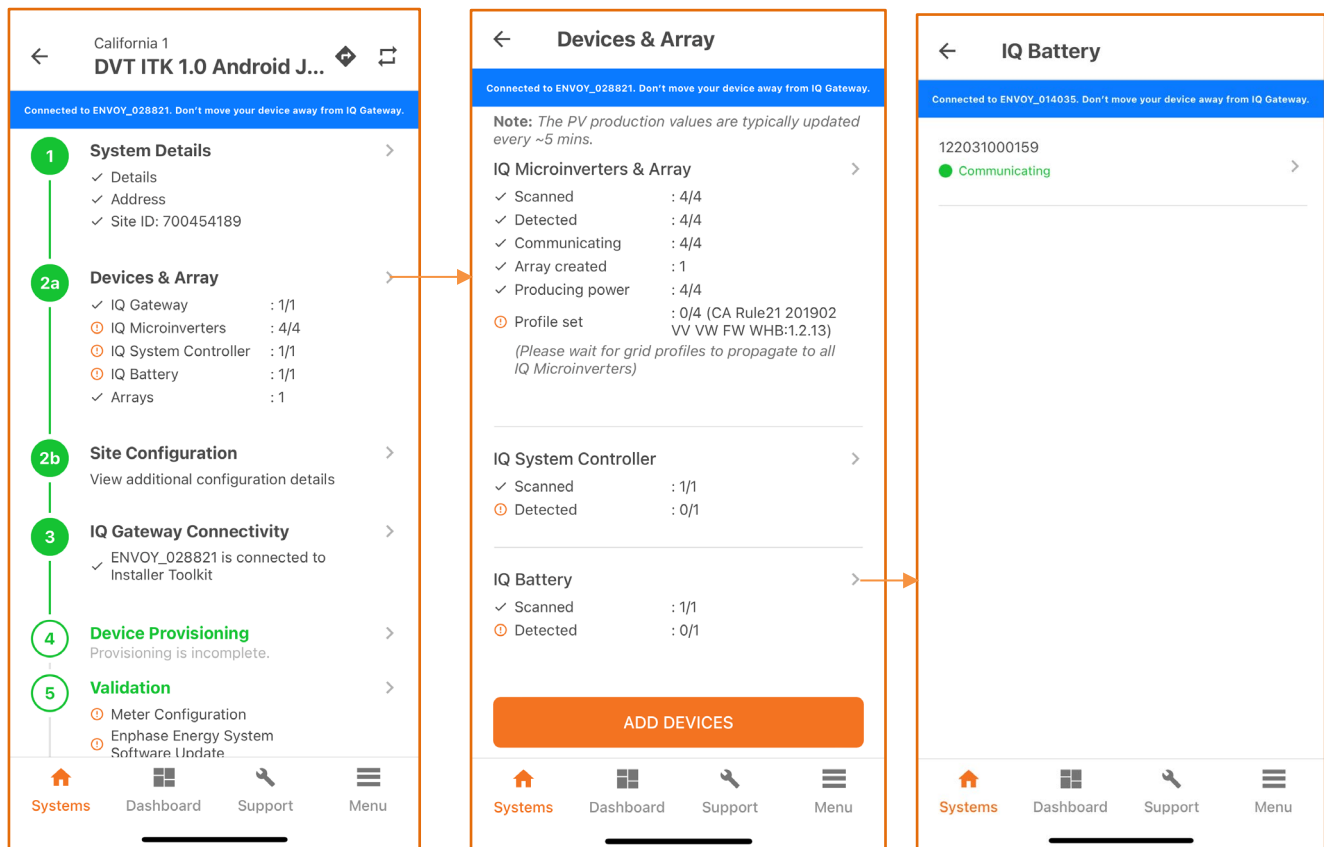 California 1
DVT ITK 1.0 Android J...
Connected to ENVOY_028821. Don't move your device away from IQ Gateway.
1
System Details
Details
Address
Site ID: 700454189
2a
Devices & Array
IQ Gateway : 1/1
IQ Microinverters : 4/4
IQ System Controller : 1/1
IQ Battery : 1/1
Arrays : 1
2b
Site Configuration
View additional configuration details
3
IQ Gateway Connectivity
ENVOY_028821 is connected to
Installer Toolkit
4
Device Provisioning
Provisioning is incomplete.
5
Validation
Meter Configuration
Enphase Energy System
Software Update
Systems Dashboard Support Menu
Devices & Array
Connected to ENVOY_028821. Don't move your device away from IQ Gateway.
Note: The PV production values are typically updated
every ~5 mins.
IQ Microinverters & Array
Scanned : 4/4
Detected : 4/4
Communicating : 4/4
Array created : 1
Producing power : 4/4
Profile set : 0/4 (CA Rule21 201902
VV VW FW WHB:1.2.13)
(Please wait for grid profiles to propagate to all
IQ Microinverters)
IQ System Controller
Scanned : 1/1
Detected : 0/1
IQ Battery
Scanned : 1/1
Detected : 0/1
ADD DEVICES
Systems Dashboard Support Menu
IQ Battery
Connected to ENVOY_014035. Don't move your device away from IQ Gateway.
122031000159
Communicating
Systems Dashboard Support Menu